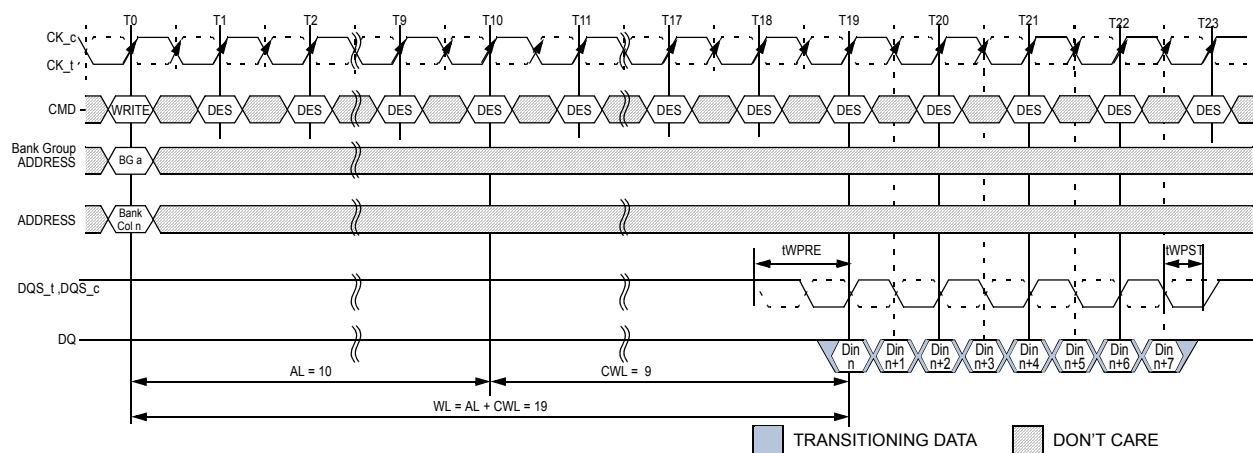 T0 T1 T2 T9 T10 T11 T17 T18 T19 T20 T21 T22 T23
CK_c
CK_t
CMD WRITE DES DES DES DES DES DES DES DES DES DES DES DES
Bank Group
ADDRESS
BG a
ADDRESS
Bank
Col n
tWPRE tWPST
DQS_t ,DQS_c
DQ
Din
n
Din
n+1
Din
n+2
Din
n+3
Din
n+4
Din
n+5
Din
n+6
Din
n+7
AL = 10 CWL = 9
WL = AL + CWL = 19
TRANSITIONING DATA DON'T CARE